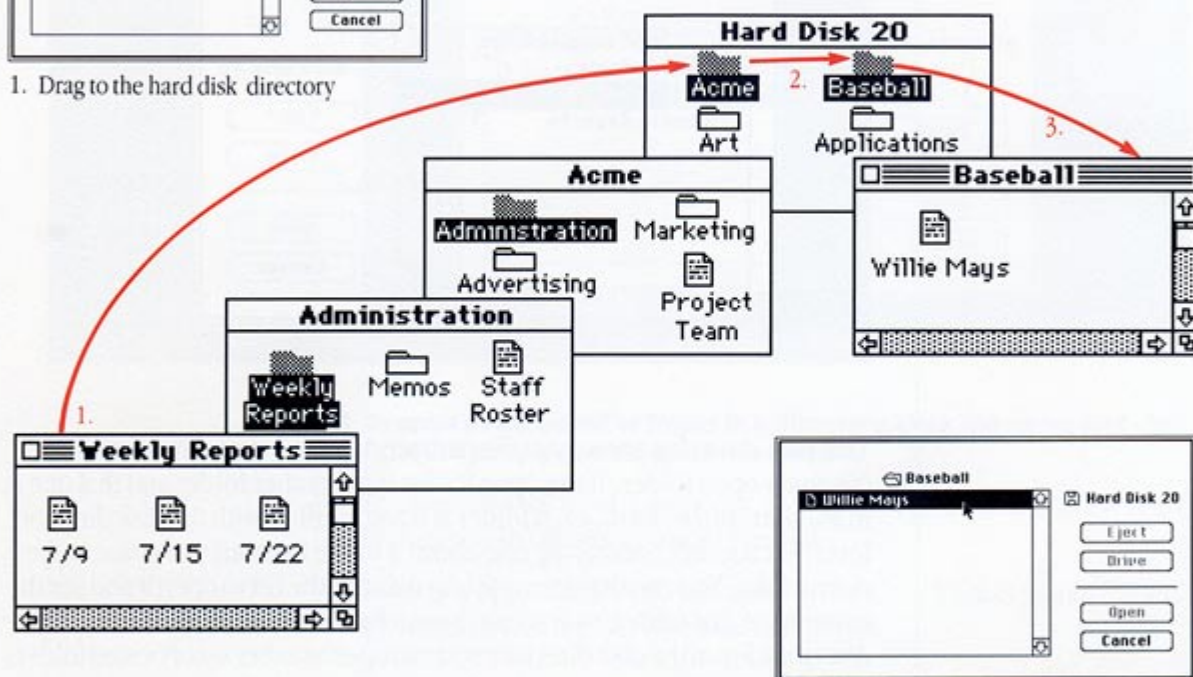 Cancel
1. Drag to the hard disk directory
Hard Disk 20
Acme
2.
Baseball
3.
Art
Applications
Acme
Administration
Marketing
Advertising
Project
Team
Baseball
Willie Mays
Administration
Weekly
Reports
Memos
Staff
Roster
1.
Weekly Reports
7/9
7/15
7/22
Baseball
Willie Mays
Hard Disk 20
Eject
Drive
Open
Cancel